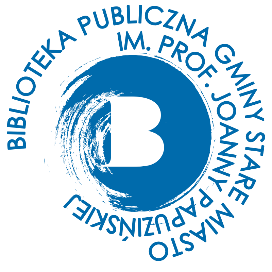 BIBLIOTEKA PUBLICZNA GMINY STARE MIASTO
IM. PROF. JOANNY PAPUZIŃSKIEJ
B